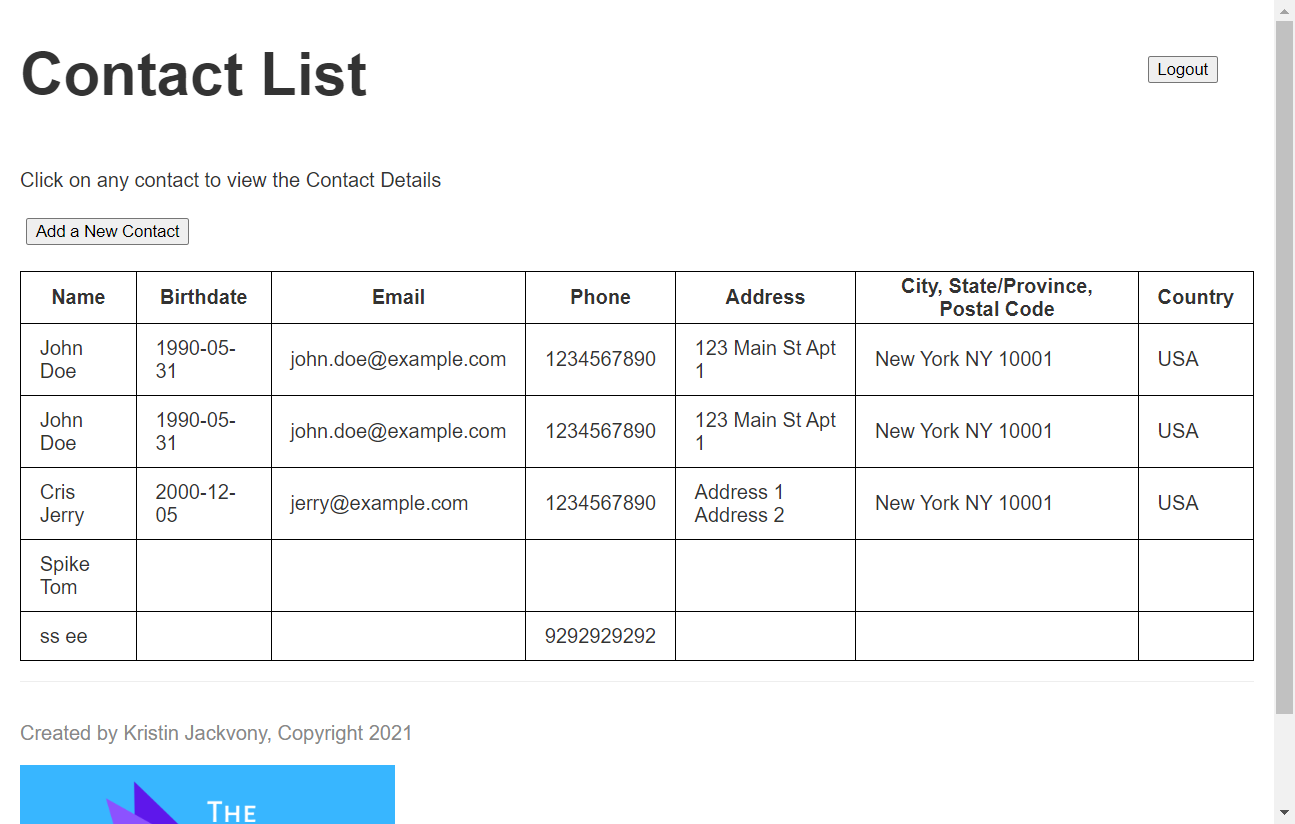 Contact List
Logout
Click on any contact to view the Contact Details
Add a New Contact
Name Birthdate Email Phone Address City, State/Province, Postal Code Country
John Doe 1990-05-31 john.doe@example.com 1234567890 123 Main St Apt 1 New York NY 10001 USA
John Doe 1990-05-31 john.doe@example.com 1234567890 123 Main St Apt 1 New York NY 10001 USA
Cris Jerry 2000-12-05 jerry@example.com 1234567890 Address 1 Address 2 New York NY 10001 USA
Spike Tom
ss ee 9292929292
Created by Kristin Jackvony, Copyright 2021
THE